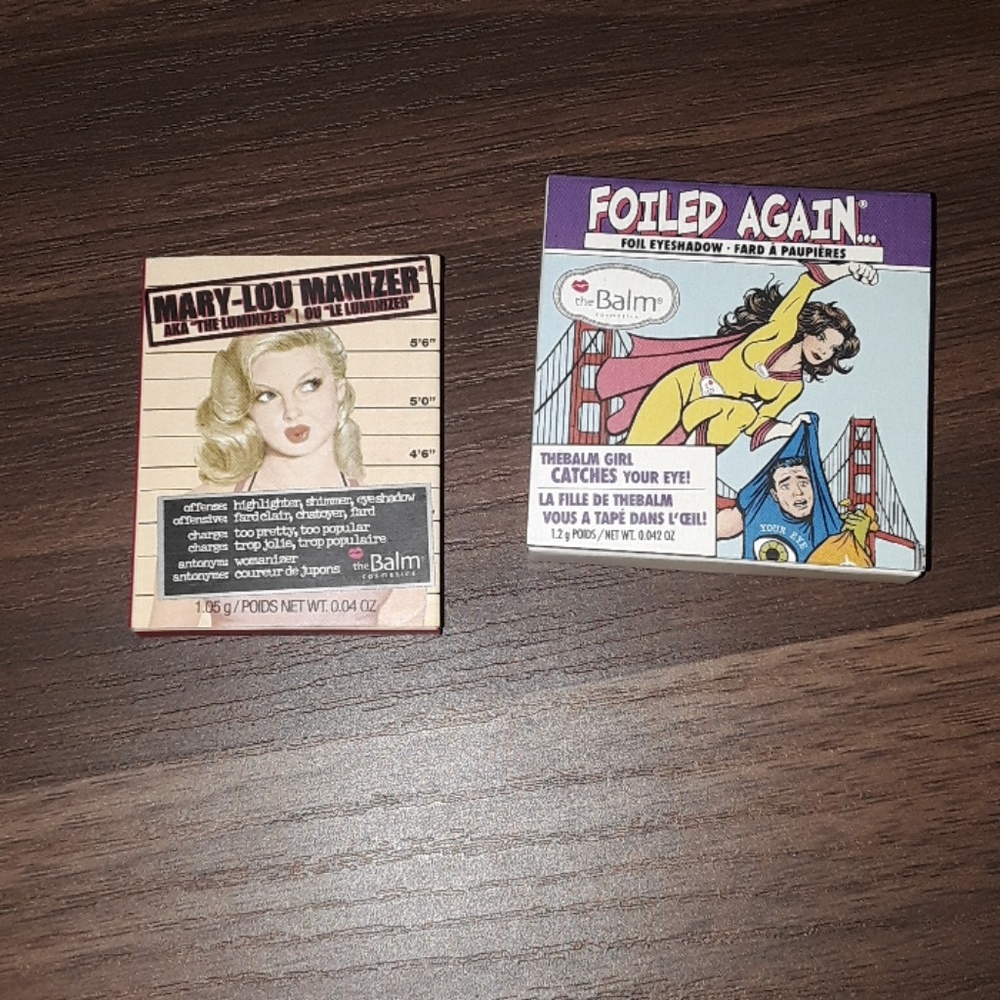 MARY-LOU MANIZER®
AKA "THE LUMINIZER" | OU "LE LUMINIZER"
5'6"
5'0"
4'6"
offense: highlighter, shimmer, eyeshadow
offensive: fard clair, chatoyer, fard
charge: too pretty, too popular
charge: trop jolie, trop populaire
antonym: womanizer
antonyme: coureur de jupons
theBalm®
cosmetics
1.05 g / POIDS NET WT. 0.04 OZ
FOILED AGAIN®...
FOIL EYESHADOW · FARD À PAUPIÈRES
theBalm®
cosmetics
THEBALM GIRL
CATCHES YOUR EYE!
LA FILLE DE THEBALM
VOUS A TAPÉ DANS L'ŒIL!
1.2 g POIDS / NET WT. 0.042 OZ
YOUR EYE